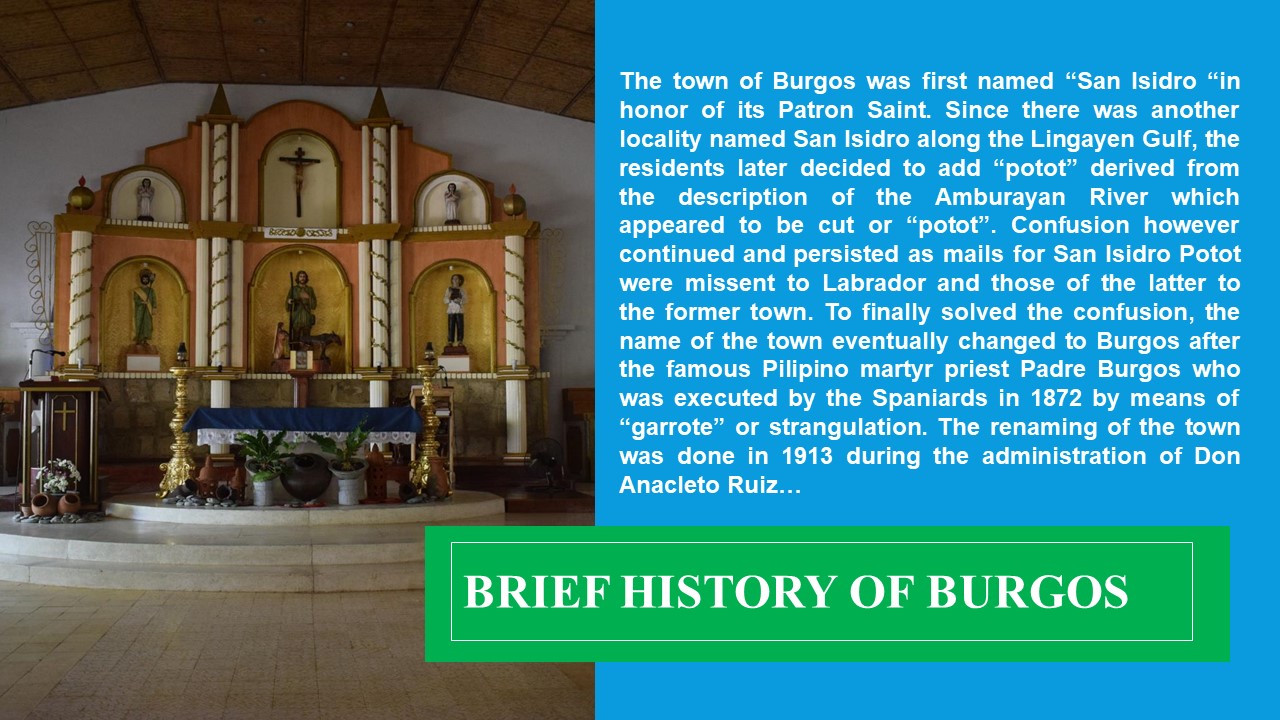 The town of Burgos was first named “San Isidro “in
honor of its Patron Saint. Since there was another
locality named San Isidro along the Lingayen Gulf, the
residents later decided to add “potot” derived from
the description of the Amburayan River which
appeared to be cut or “potot”. Confusion however
continued and persisted as mails for San Isidro Potot
were missent to Labrador and those of the latter to
the former town. To finally solved the confusion, the
name of the town eventually changed to Burgos after
the famous Pilipino martyr priest Padre Burgos who
was executed by the Spaniards in 1872 by means of
“garrote” or strangulation. The renaming of the town
was done in 1913 during the administration of Don
Anacleto Ruiz…
BRIEF HISTORY OF BURGOS